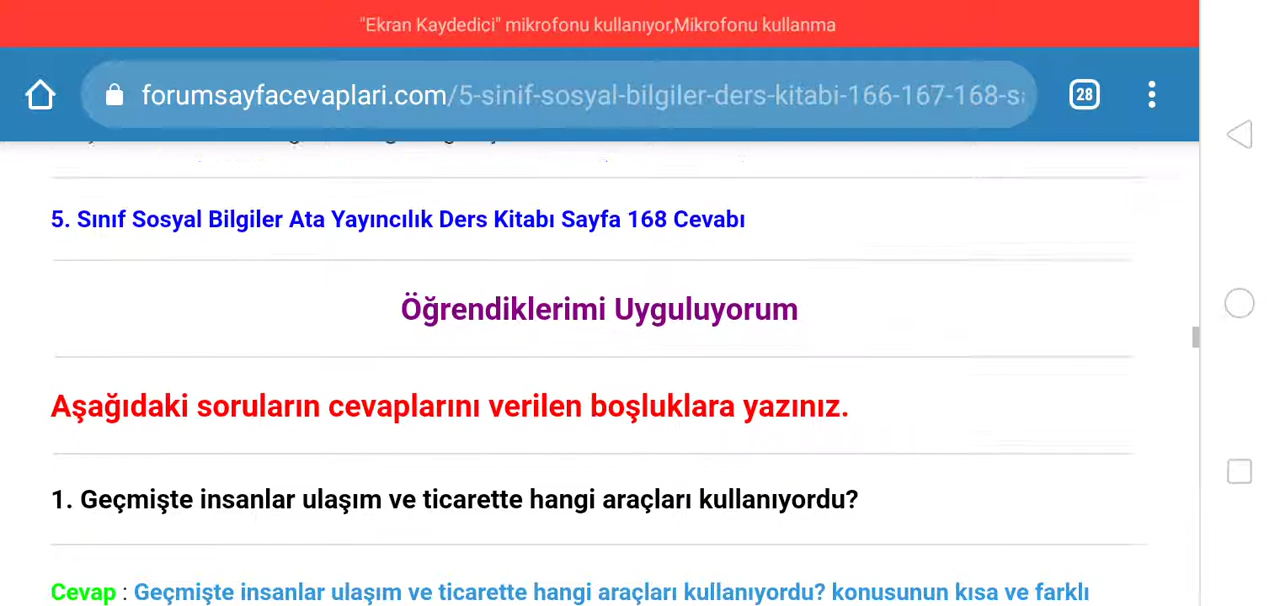 "Ekran Kaydedici" mikrofonu kullanıyor,Mikrofonu kullanma
forumsayfacevaplari.com/5-sinif-sosyal-bilgiler-ders-kitabi-166-167-168-sa
28
5. Sınıf Sosyal Bilgiler Ata Yayıncılık Ders Kitabı Sayfa 168 Cevabı
Öğrendiklerimi Uyguluyorum
Aşağıdaki soruların cevaplarını verilen boşluklara yazınız.
1. Geçmişte insanlar ulaşım ve ticarette hangi araçları kullanıyordu?
Cevap : Geçmişte insanlar ulaşım ve ticarette hangi araçları kullanıyordu? konusunun kısa ve farklı